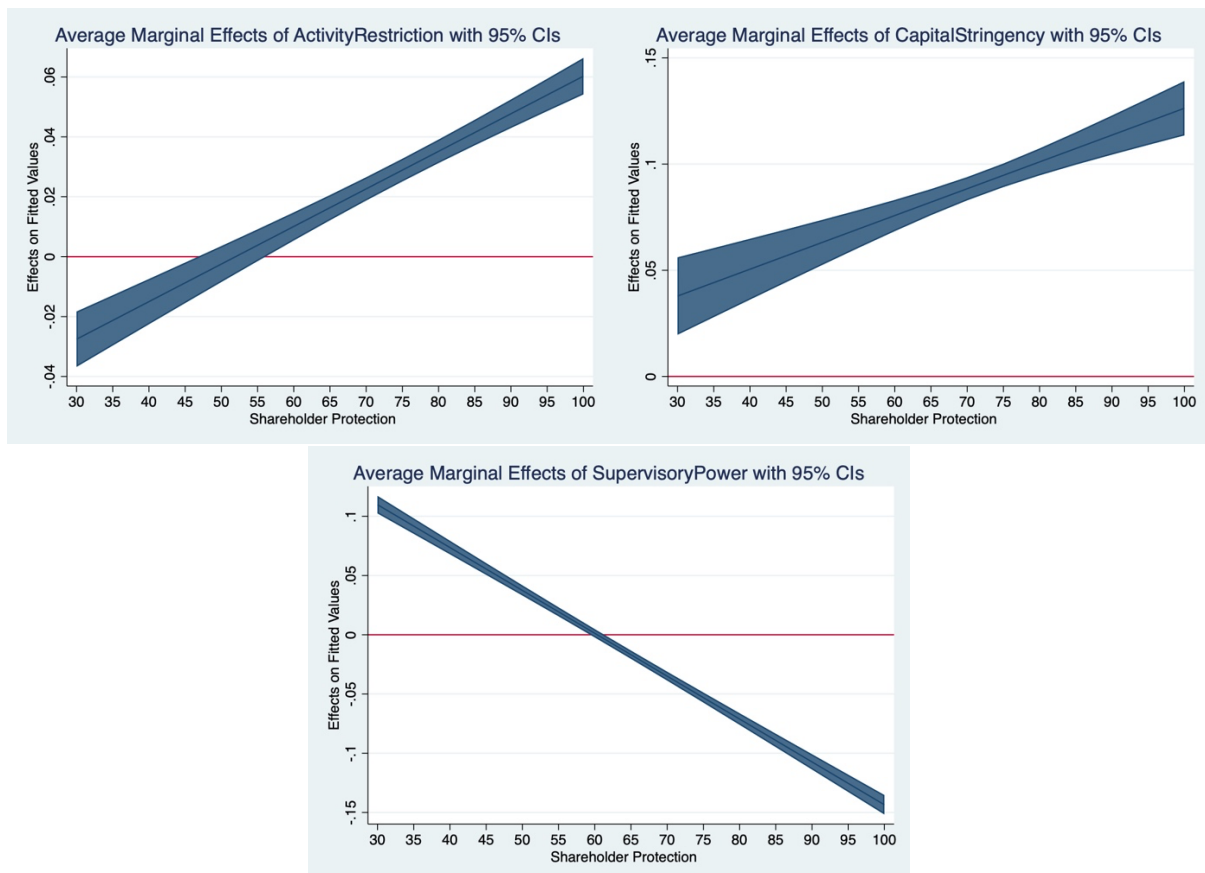 Average Marginal Effects of ActivityRestriction with 95% CIs
Effects on Fitted Values
.06
.04
.02
0
-.02
-.04
30 35 40 45 50 55 60 65 70 75 80 85 90 95 100
Shareholder Protection
Average Marginal Effects of CapitalStringency with 95% CIs
Effects on Fitted Values
.15
.1
.05
0
30 35 40 45 50 55 60 65 70 75 80 85 90 95 100
Shareholder Protection
Average Marginal Effects of SupervisoryPower with 95% CIs
Effects on Fitted Values
.1
.05
0
-.05
-.1
-.15
30 35 40 45 50 55 60 65 70 75 80 85 90 95 100
Shareholder Protection